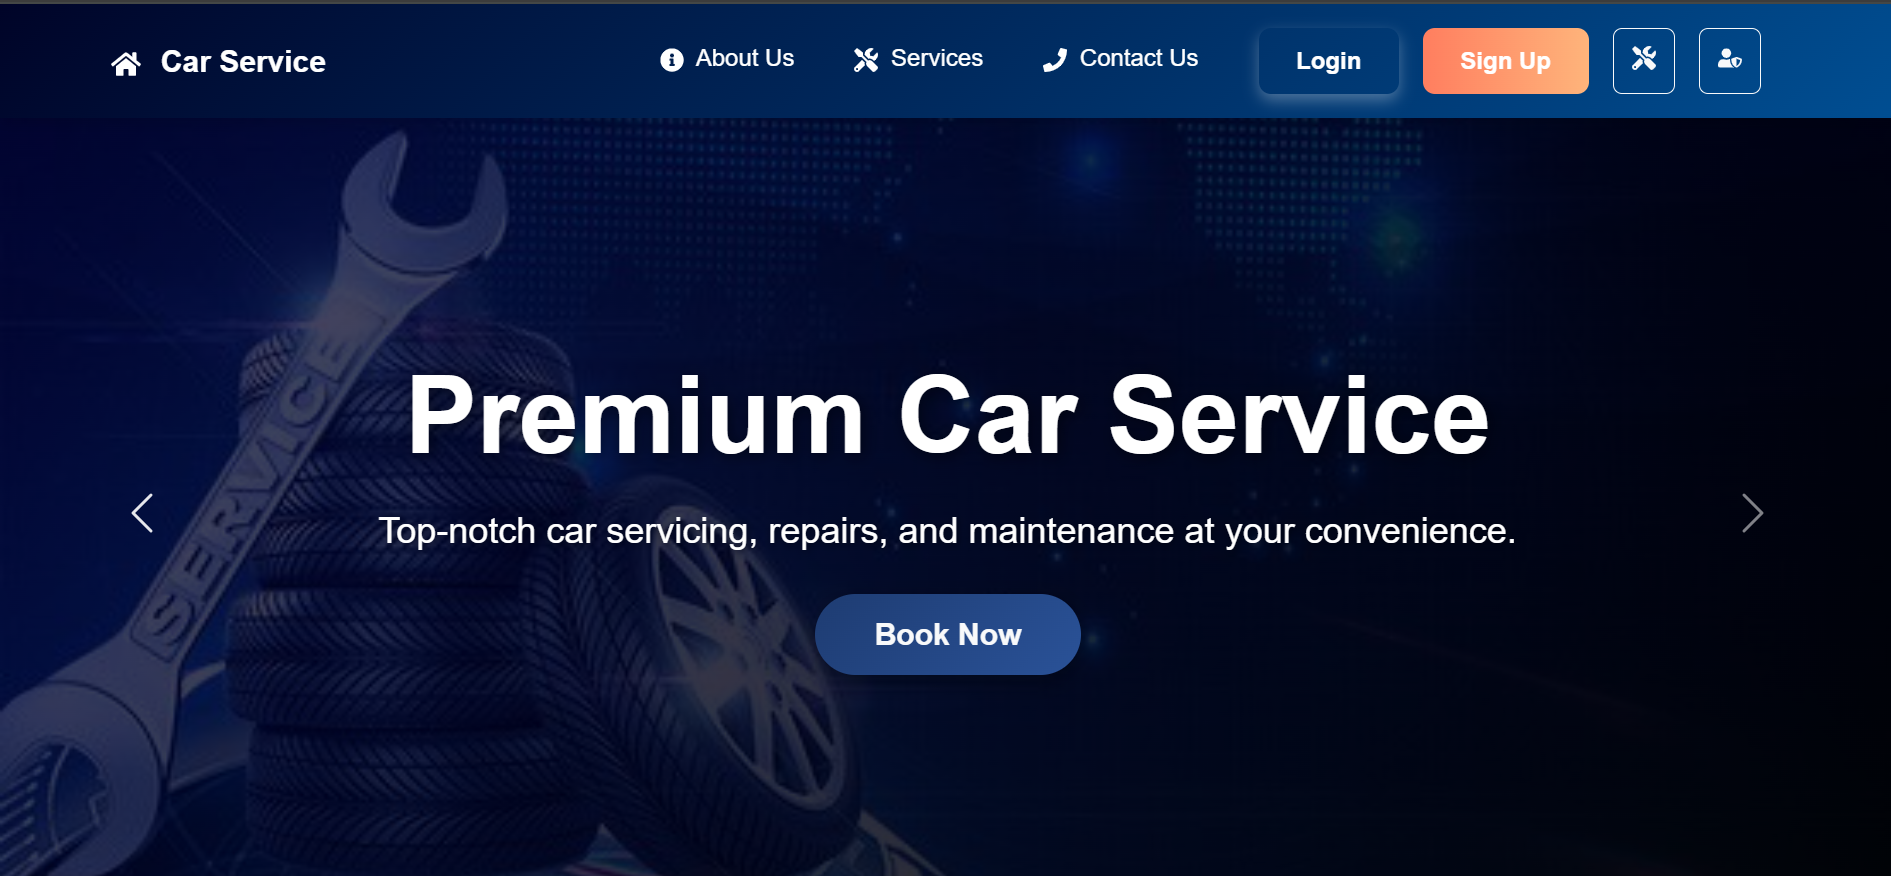 Car Service
About Us
Services
Contact Us
Login
Sign Up
SERVICE
Premium Car Service
Top-notch car servicing, repairs, and maintenance at your convenience.
Book Now